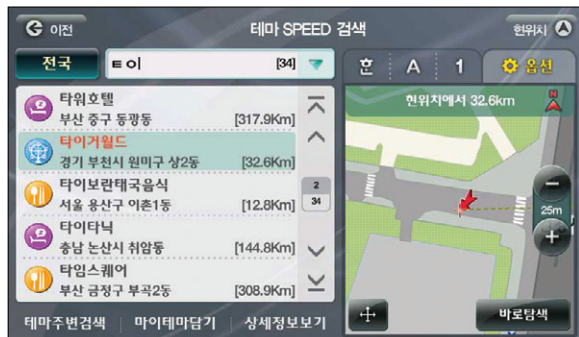 이전
테마 SPEED 검색
현위치
전국
ㅌ이
[34]
한 A 1 옵션
타워호텔
부산 중구 동광동 [317.9Km]
타이거월드
경기 부천시 원미구 상2동 [32.6Km]
타이보란태국음식
서울 용산구 이촌1동 [12.8Km]
타이타닉
충남 논산시 취암동 [144.8Km]
타임스퀘어
부산 금정구 부곡2동 [308.9Km]
2
34
현위치에서 32.6km
N
25m
바로탐색
테마주변검색 마이테마담기 상세정보보기